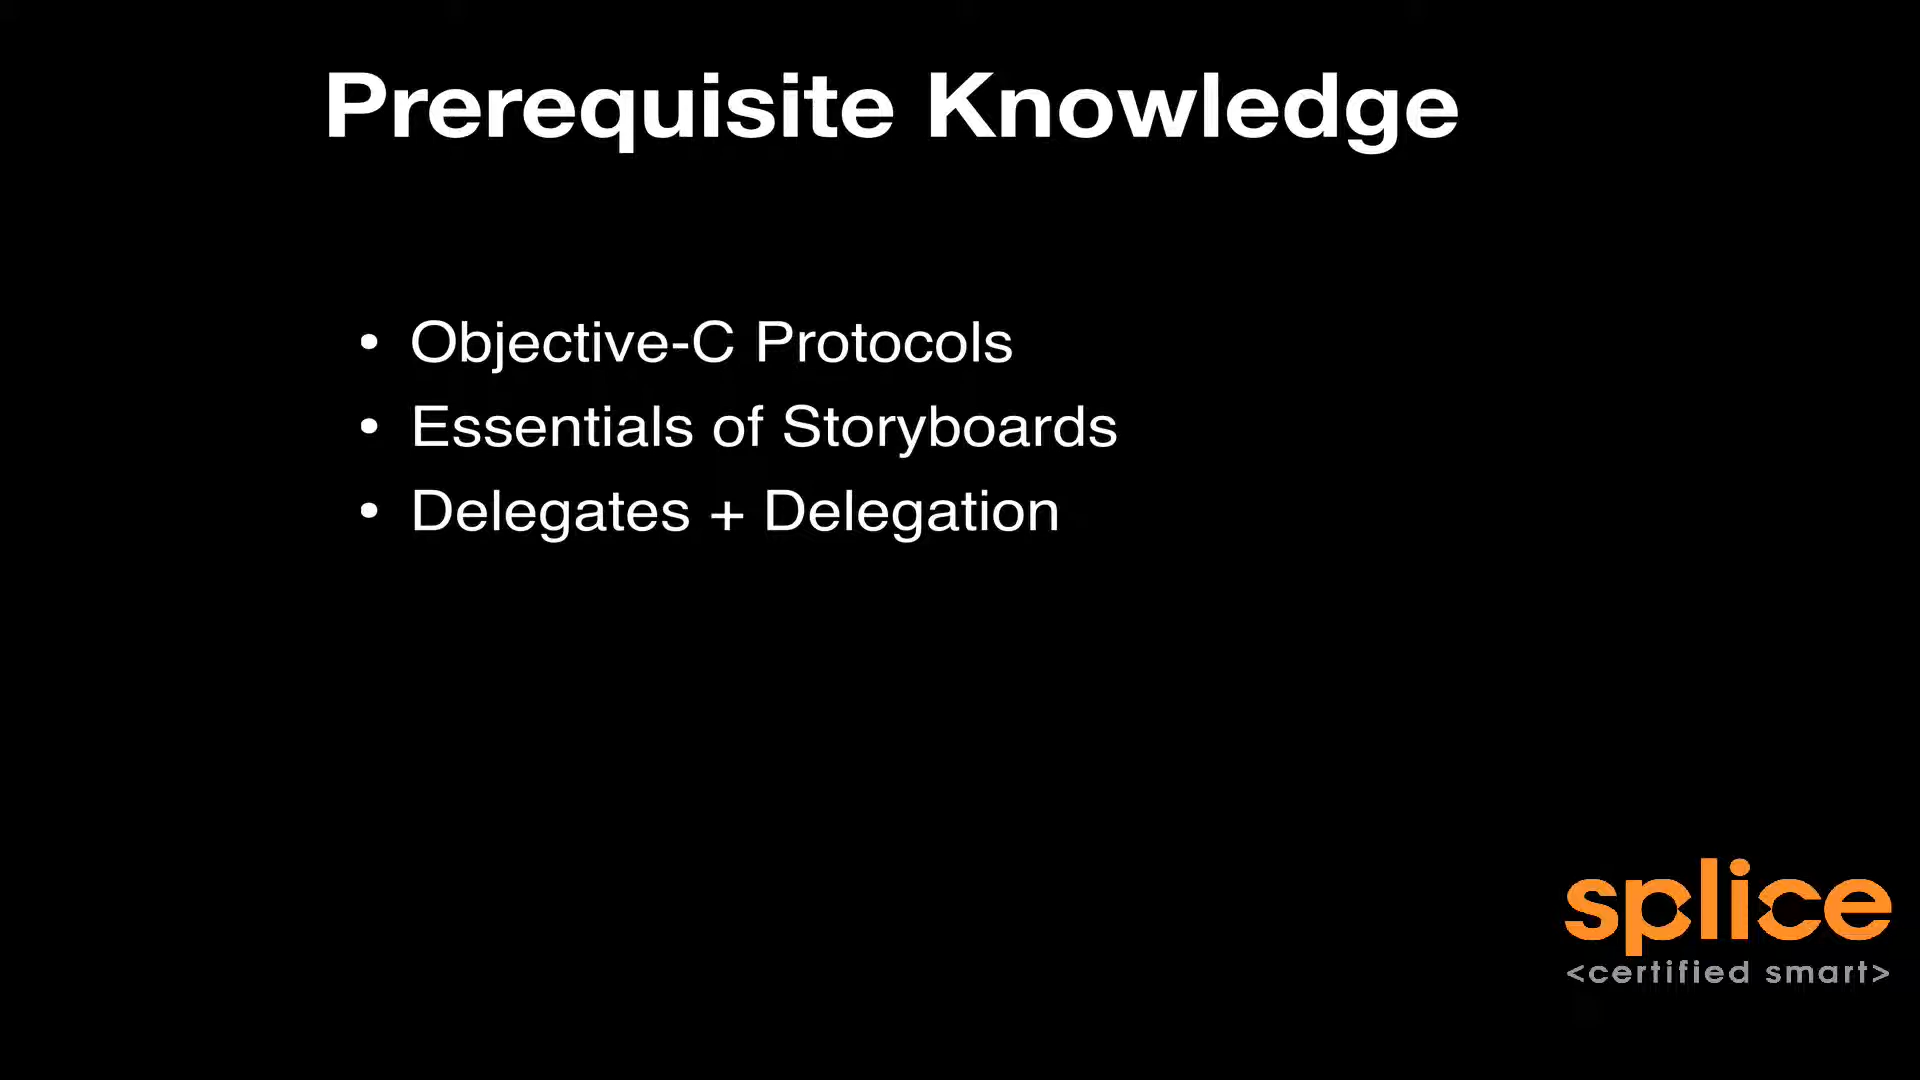 Prerequisite Knowledge
• Objective-C Protocols
• Essentials of Storyboards
• Delegates + Delegation
splice
<certified smart>